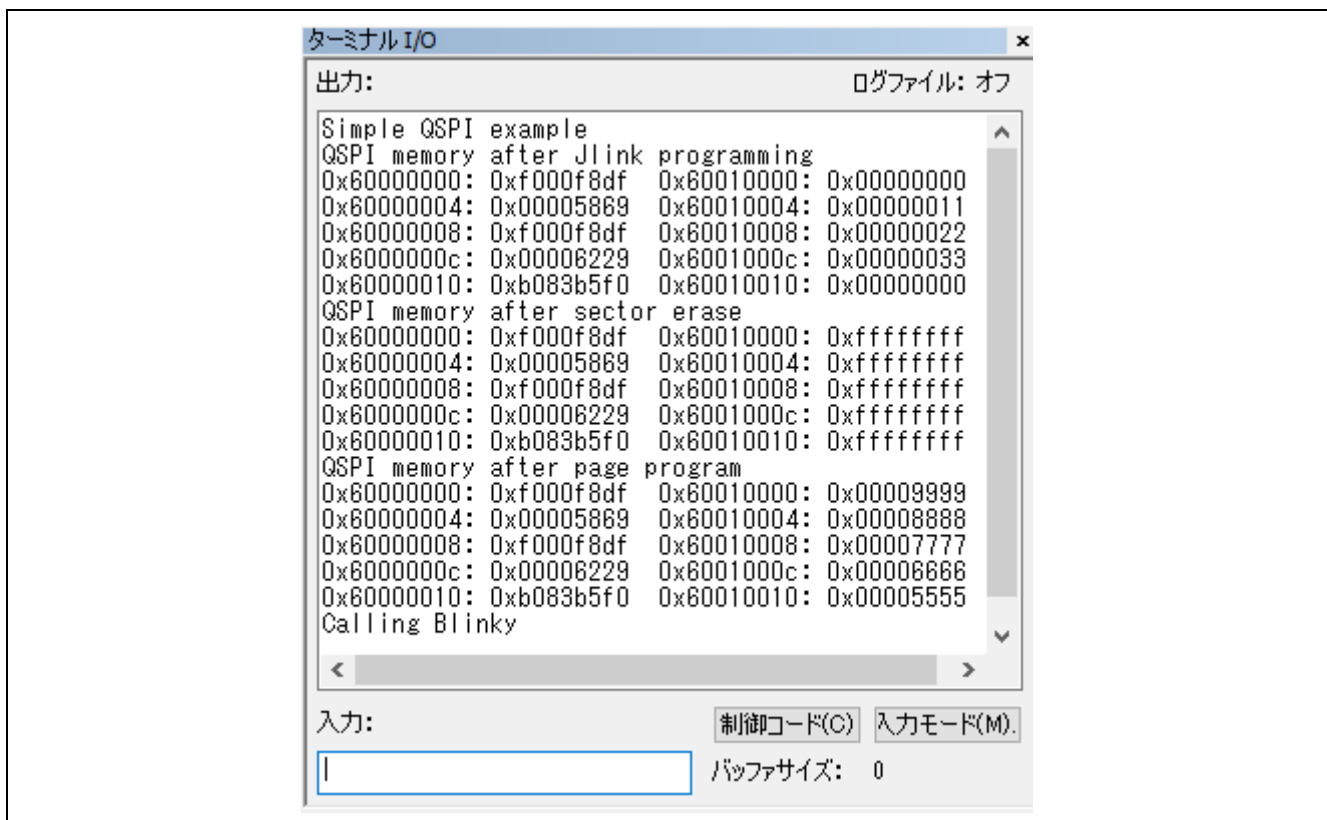 ターミナル I/O
出力: ログファイル: オフ
Simple QSPI example
QSPI memory after Jlink programming
0x60000000: 0xf000f8df 0x60010000: 0x00000000
0x60000004: 0x00005869 0x60010004: 0x00000011
0x60000008: 0xf000f8df 0x60010008: 0x00000022
0x6000000c: 0x00006229 0x6001000c: 0x00000033
0x60000010: 0xb083b5f0 0x60010010: 0x00000000
QSPI memory after sector erase
0x60000000: 0xf000f8df 0x60010000: 0xffffffff
0x60000004: 0x00005869 0x60010004: 0xffffffff
0x60000008: 0xf000f8df 0x60010008: 0xffffffff
0x6000000c: 0x00006229 0x6001000c: 0xffffffff
0x60000010: 0xb083b5f0 0x60010010: 0xffffffff
QSPI memory after page program
0x60000000: 0xf000f8df 0x60010000: 0x00009999
0x60000004: 0x00005869 0x60010004: 0x00008888
0x60000008: 0xf000f8df 0x60010008: 0x00007777
0x6000000c: 0x00006229 0x6001000c: 0x00006666
0x60000010: 0xb083b5f0 0x60010010: 0x00005555
Calling Blinky
入力: 制御コード(C) 入力モード(M).
バッファサイズ: 0